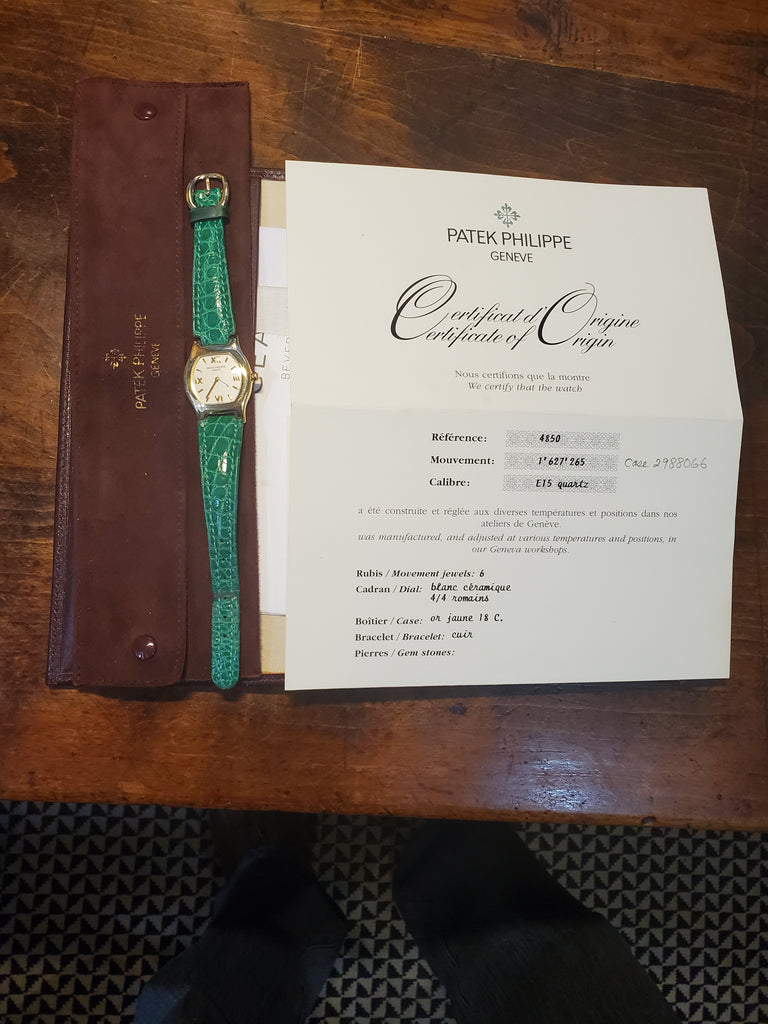 PATEK PHILIPPE
GENEVE
PATEK PHILIPPE
GENEVE
Certificat d'Origine
Certificate of Origin
Nous certifions que la montre
We certify that the watch
Référence: 4850
Mouvement: 1'627'265 Case 2988066
Calibre: E15 quartz
a été construite et réglée aux diverses températures et positions dans nos
ateliers de Genève.
was manufactured, and adjusted at various temperatures and positions, in
our Geneva workshops.
Rubis / Movement jewels: 6
Cadran / Dial: blanc céramique
4/4 romains
Boîtier / Case: or jaune 18 C.
Bracelet / Bracelet: cuir
Pierres / Gem stones: